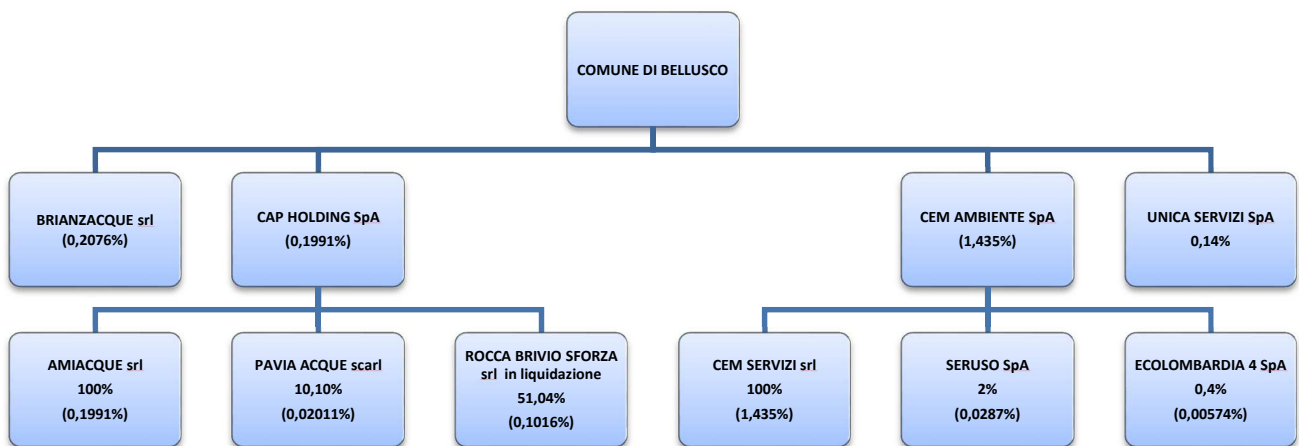 COMUNE DI BELLUSCO
BRIANZACQUE srl
(0,2076%)
CAP HOLDING SpA
(0,1991%)
CEM AMBIENTE SpA
(1,435%)
UNICA SERVIZI SpA
0,14%
AMIACQUE srl
100%
(0,1991%)
PAVIA ACQUE scarl
10,10%
(0,02011%)
ROCCA BRIVIO SFORZA
srl in liquidazione
51,04%
(0,1016%)
CEM SERVIZI srl
100%
(1,435%)
SERUSO SpA
2%
(0,0287%)
ECOLOMBARDIA 4 SpA
0,4%
(0,00574%)